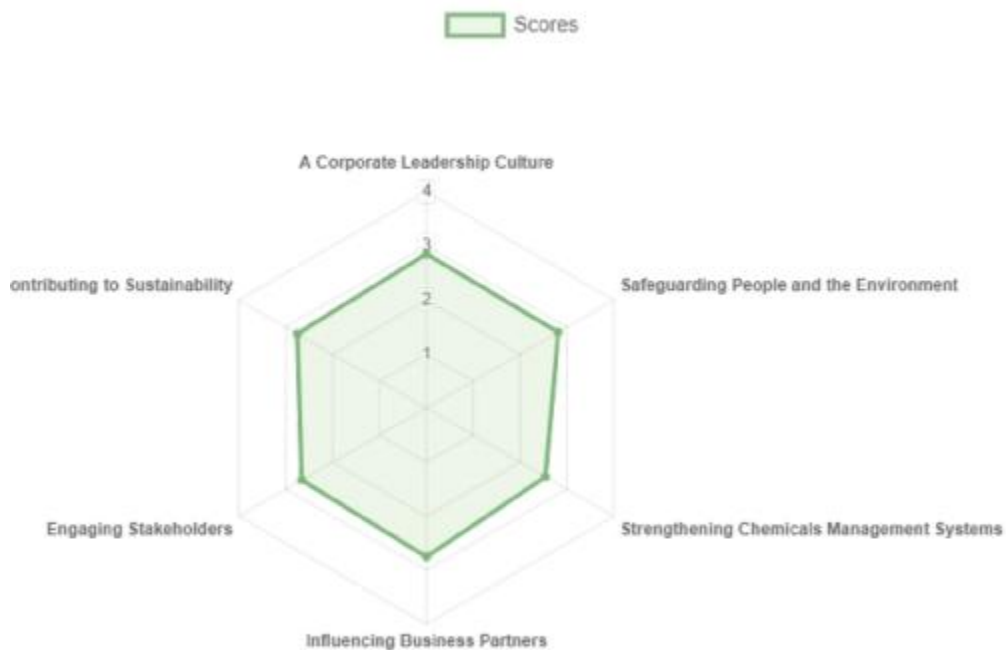 Scores
A Corporate Leadership Culture
4
3
ontributing to Sustainability
Safeguarding People and the Environment
2
1
Engaging Stakeholders
Strengthening Chemicals Management Systems
Influencing Business Partners